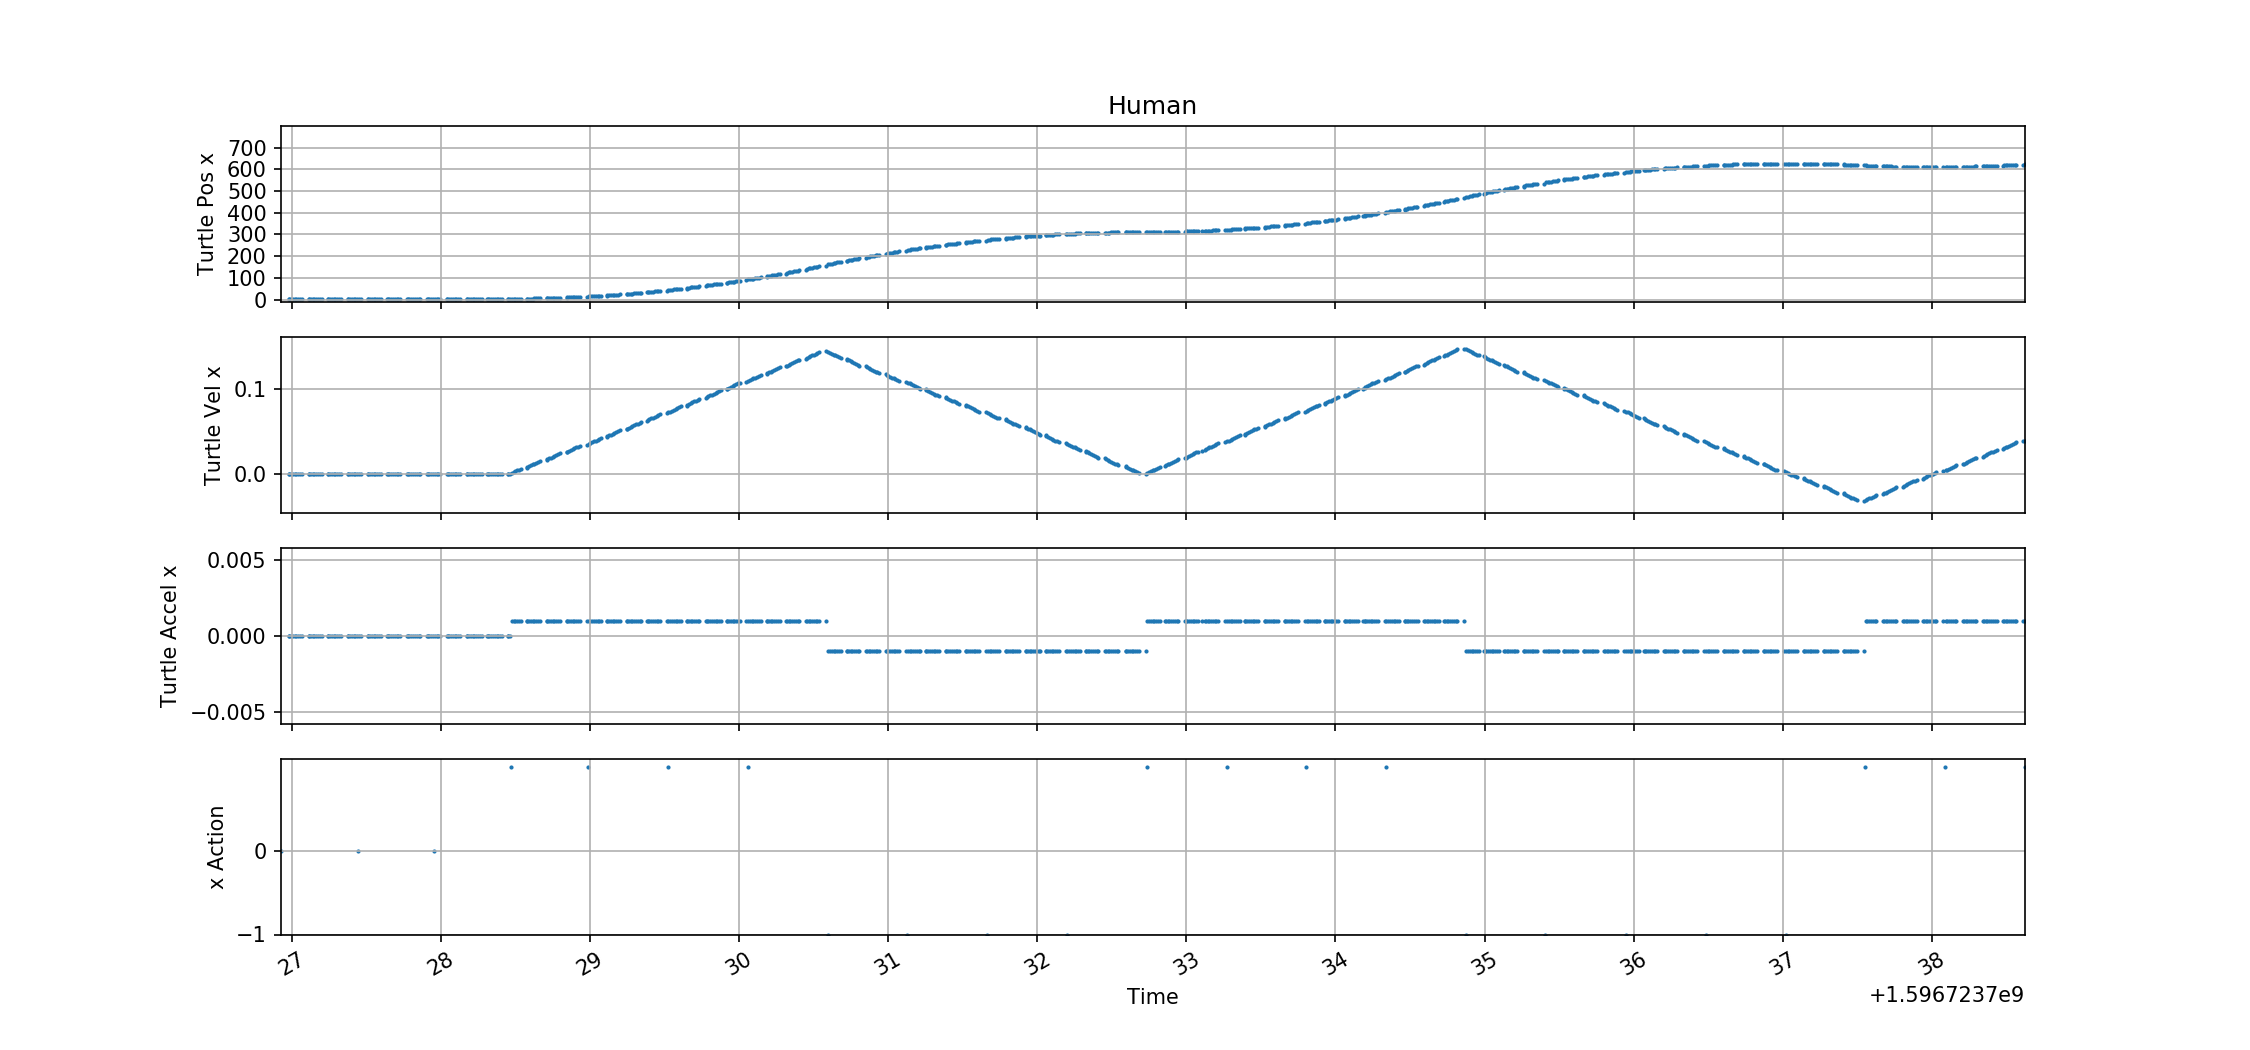 Human
Turtle Pos x
700
600
500
400
300
200
100
0
Turtle Vel x
0.1
0.0
Turtle Accel x
0.005
0.000
−0.005
x Action
0
−1
27 28 29 30 31 32 33 34 35 36 37 38
Time
+1.5967237e9